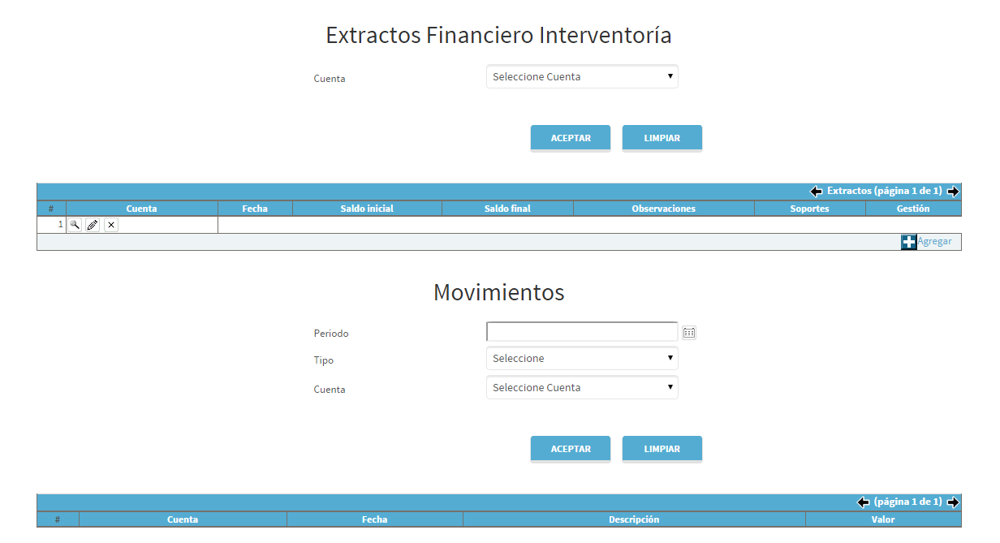 Extractos Financiero Interventoría
Cuenta Seleccione Cuenta
ACEPTAR LIMPIAR
Extractos (página 1 de 1)
# Cuenta Fecha Saldo inicial Saldo final Observaciones Soportes Gestión
1
Agregar
Movimientos
Periodo
Tipo Seleccione
Cuenta Seleccione Cuenta
ACEPTAR LIMPIAR
(página 1 de 1)
# Cuenta Fecha Descripción Valor